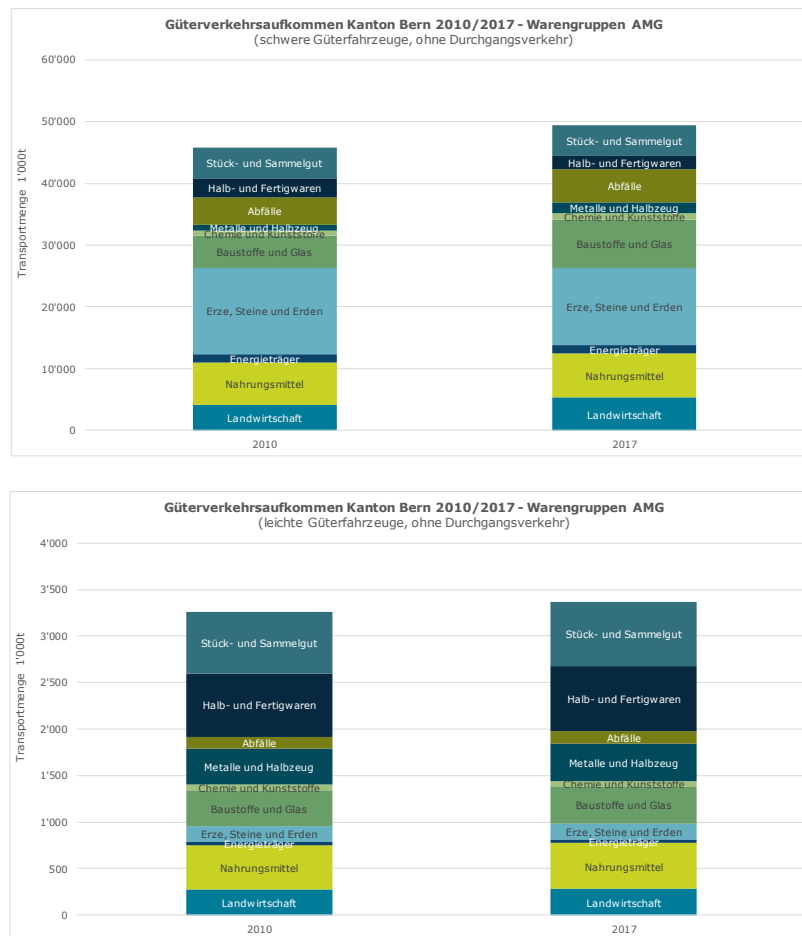 Güterverkehrsaufkommen Kanton Bern 2010/2017 - Warengruppen AMG
(schwere Güterfahrzeuge, ohne Durchgangsverkehr)
Transportmenge 1'000t
60'000
50'000
40'000
30'000
20'000
10'000
0
Stück- und Sammelgut
Halb- und Fertigwaren
Abfälle
Metalle und Halbzeug
Chemie und Kunststoffe
Baustoffe und Glas
Erze, Steine und Erden
Energieträger
Nahrungsmittel
Landwirtschaft
Stück- und Sammelgut
Halb- und Fertigwaren
Abfälle
Metalle und Halbzeug
Chemie und Kunststoffe
Baustoffe und Glas
Erze, Steine und Erden
Energieträger
Nahrungsmittel
Landwirtschaft
2010
2017
Güterverkehrsaufkommen Kanton Bern 2010/2017 - Warengruppen AMG
(leichte Güterfahrzeuge, ohne Durchgangsverkehr)
Transportmenge 1'000t
4'000
3'500
3'000
2'500
2'000
1'500
1'000
500
0
Stück- und Sammelgut
Halb- und Fertigwaren
Abfälle
Metalle und Halbzeug
Chemie und Kunststoffe
Baustoffe und Glas
Erze, Steine und Erden
Energieträger
Nahrungsmittel
Landwirtschaft
Stück- und Sammelgut
Halb- und Fertigwaren
Abfälle
Metalle und Halbzeug
Chemie und Kunststoffe
Baustoffe und Glas
Erze, Steine und Erden
Energieträger
Nahrungsmittel
Landwirtschaft
2010
2017